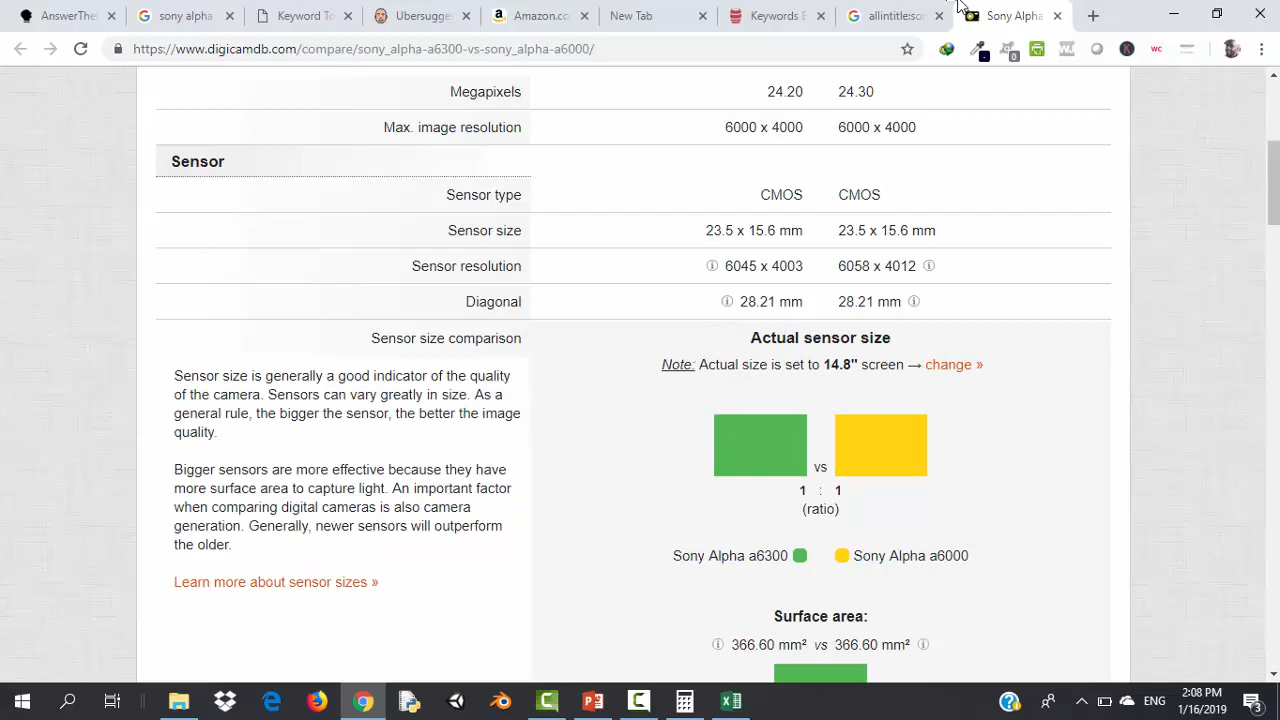 AnswerThe
sony alpha
Keyword To
Ubersugges
Amazon.co
New Tab
Keywords E
allintitle:so
Sony Alpha
https://www.digicamdb.com/compare/sony_alpha-a6300-vs-sony_alpha-a6000/
Megapixels 24.20 24.30
Max. image resolution 6000 x 4000 6000 x 4000
Sensor
Sensor type CMOS CMOS
Sensor size 23.5 x 15.6 mm 23.5 x 15.6 mm
Sensor resolution 6045 x 4003 6058 x 4012
Diagonal 28.21 mm 28.21 mm
Sensor size comparison
Sensor size is generally a good indicator of the quality
of the camera. Sensors can vary greatly in size. As a
general rule, the bigger the sensor, the better the image
quality.
Bigger sensors are more effective because they have
more surface area to capture light. An important factor
when comparing digital cameras is also camera
generation. Generally, newer sensors will outperform
the older.
Learn more about sensor sizes »
Actual sensor size
Note: Actual size is set to 14.8" screen → change »
vs
1 : 1
(ratio)
Sony Alpha a6300 Sony Alpha a6000
Surface area:
366.60 mm² vs 366.60 mm²
ENG
2:08 PM
1/16/2019
3